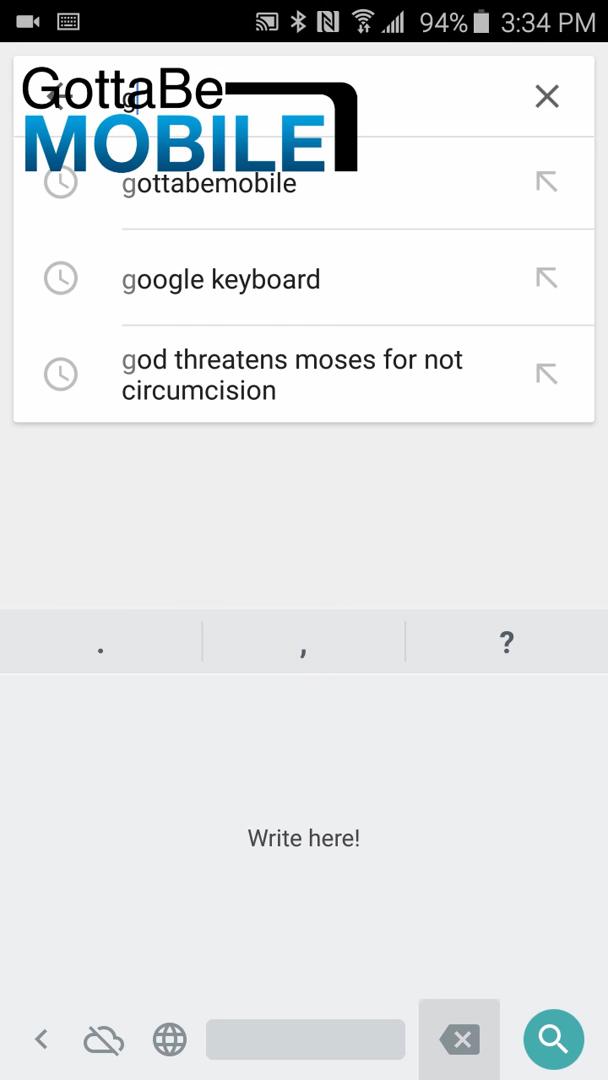 94% 3:34 PM
GottaBe
MOBILE
g
gottabemobile
google keyboard
god threatens moses for not
circumcision
. , ?
Write here!